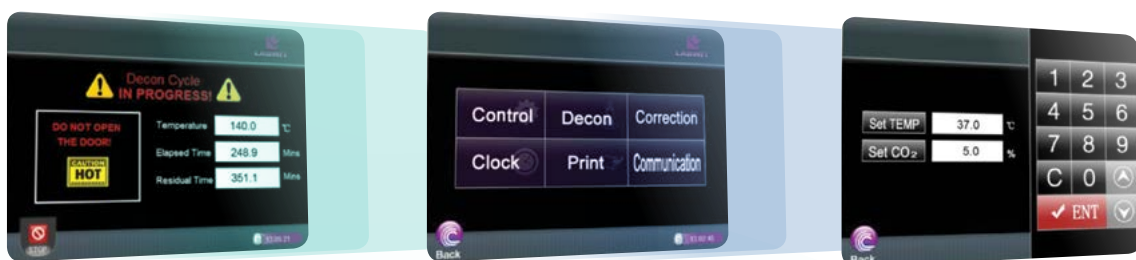 Decon Cycle
IN PROGRESS!
DO NOT OPEN
THE DOOR!
CAUTION
HOT
Temperature 140.0 ℃
Elapsed Time 248.9 Mins
Residual Time 351.1 Mins
STOP
Control Decon Correction
Clock Print Communication
Back
Set TEMP 37.0 ℃
Set CO₂ 5.0 %
Back
1 2 3
4 5 6
7 8 9
C 0
ENT